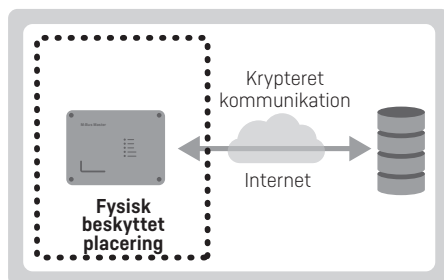 Krypteret
kommunikation
Internet
Fysisk
beskyttet
placering